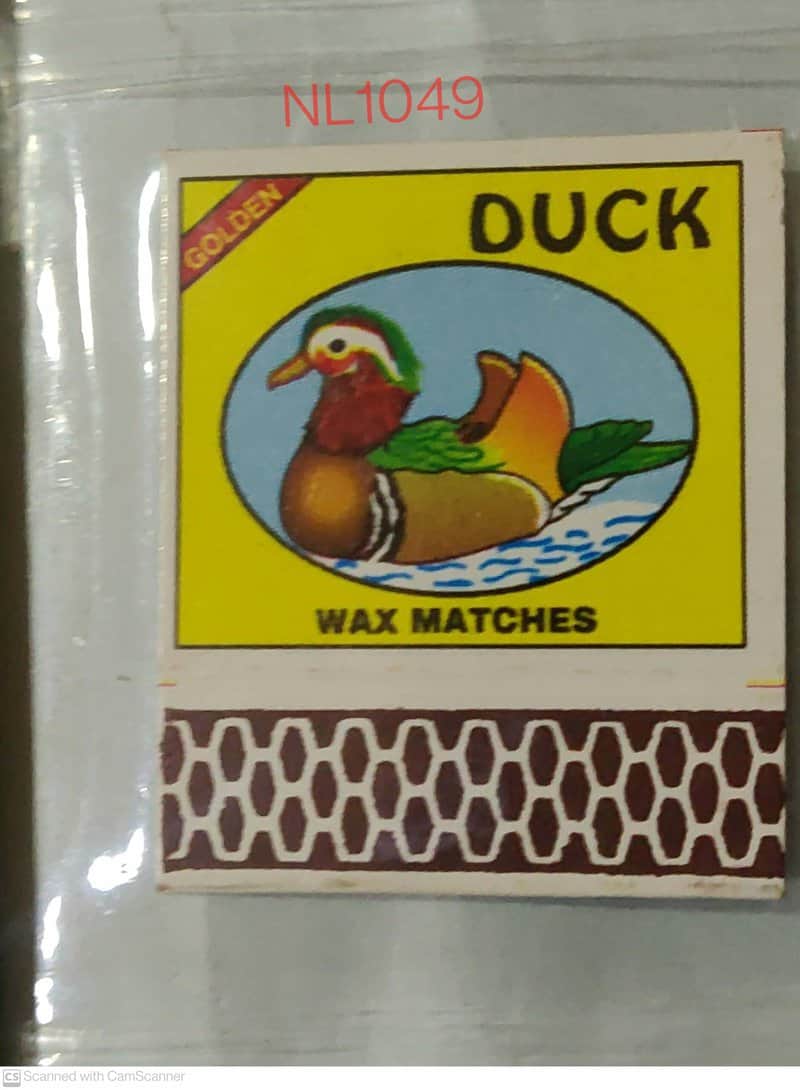 NL1049
GOLDEN
DUCK
WAX MATCHES
CS Scanned with CamScanner